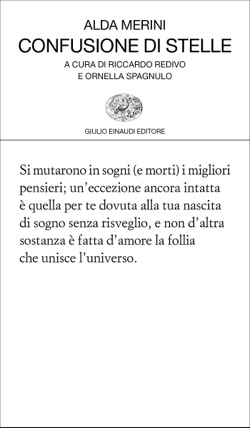 ALDA MERINI
CONFUSIONE DI STELLE
A CURA DI RICCARDO REDIVO
E ORNELLA SPAGNULO
GIULIO EINAUDI EDITORE
Si mutarono in sogni (e morti) i migliori
pensieri; un’eccezione ancora intatta
è quella per te dovuta alla tua nascita
di sogno senza risveglio, e non d’altra
sostanza è fatta d’amore la follia
che unisce l’universo.